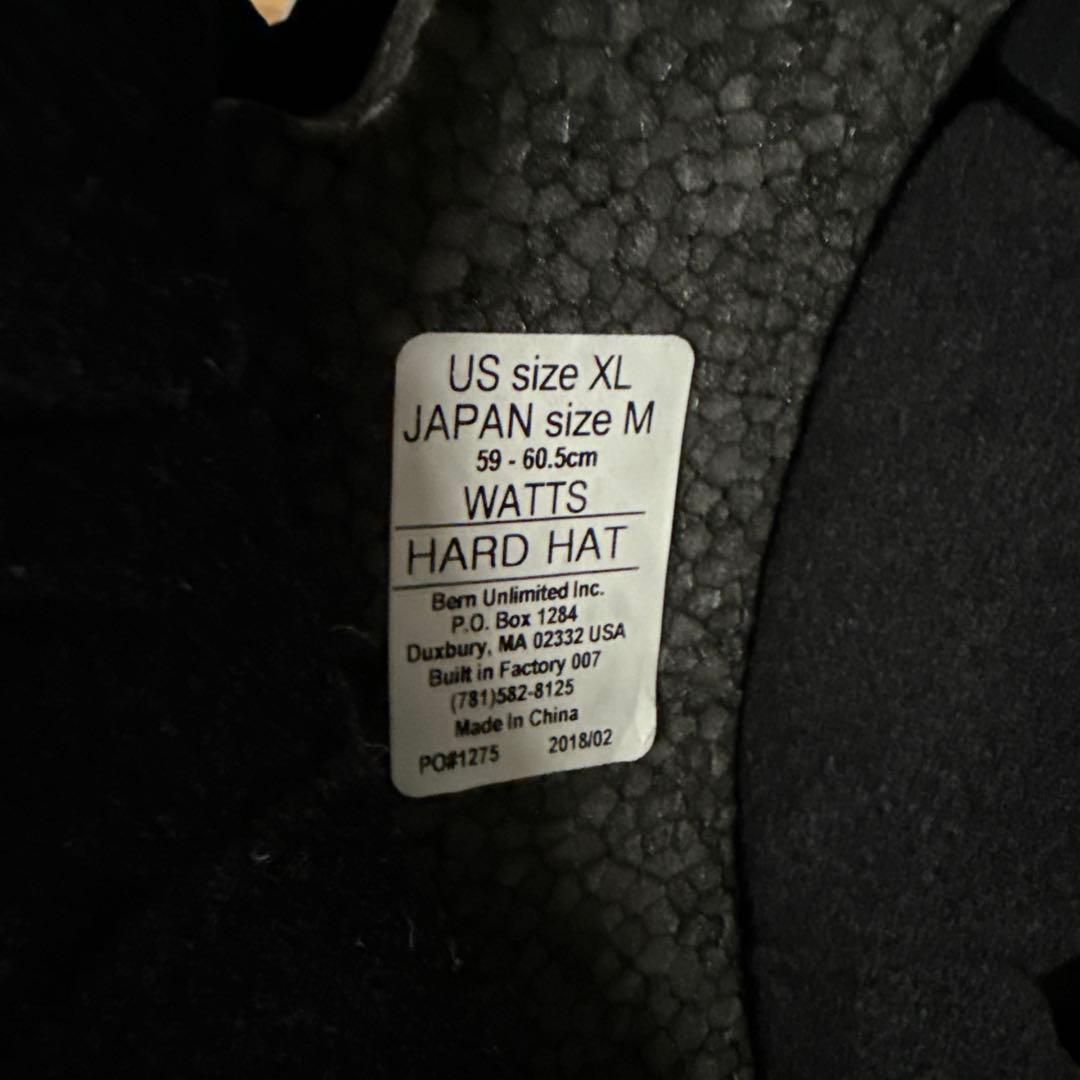 US size XL
JAPAN size M
59 - 60.5cm
WATTS
HARD HAT
Bern Unlimited Inc.
P.O. Box 1284
Duxbury, MA 02332 USA
Built in Factory 007
(781)582-8125
Made In China
PO#1275 2018/02